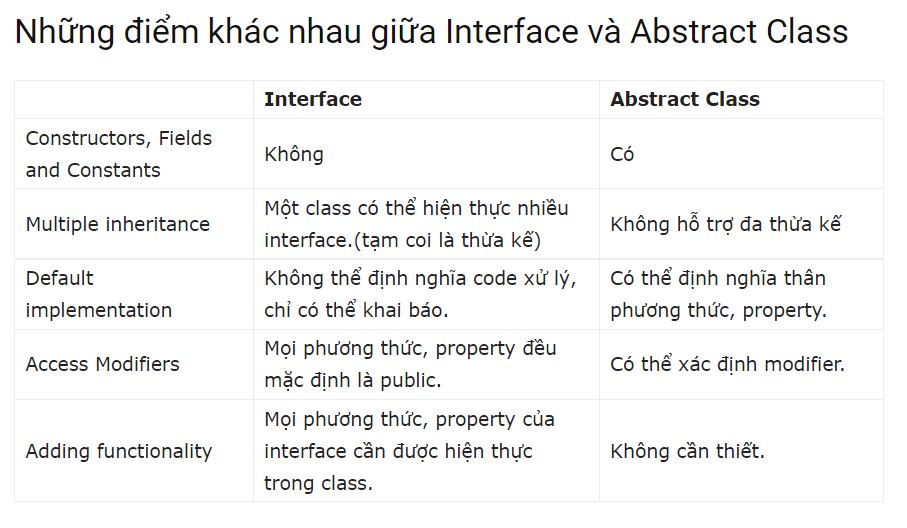 Những điểm khác nhau giữa Interface và Abstract Class
Interface
Abstract Class
Constructors, Fields
and Constants
Không
Có
Multiple inheritance
Một class có thể hiện thực nhiều
interface.(tạm coi là thừa kế)
Không hỗ trợ đa thừa kế
Default
implementation
Không thể định nghĩa code xử lý,
chỉ có thể khai báo.
Có thể định nghĩa thân
phương thức, property.
Access Modifiers
Mọi phương thức, property đều
mặc định là public.
Có thể xác định modifier.
Adding functionality
Mọi phương thức, property của
interface cần được hiện thực
trong class.
Không cần thiết.